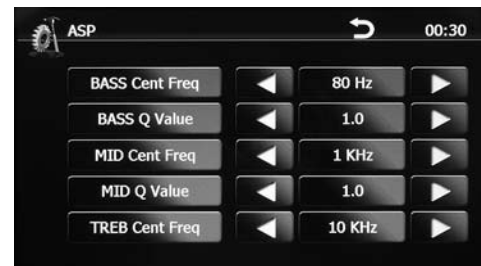 ASP 00:30
BASS Cent Freq 80 Hz
BASS Q Value 1.0
MID Cent Freq 1 KHz
MID Q Value 1.0
TREB Cent Freq 10 KHz